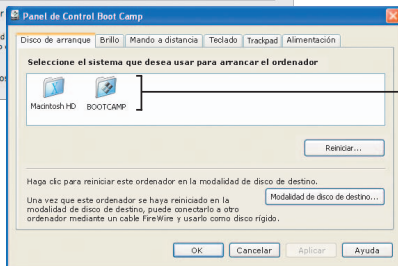 Panel de Control Boot Camp
Disco de arranque Brillo Mando a distancia Teclado Trackpad Alimentación
Seleccione el sistema que desea usar para arrancar el ordenador
Macintosh HD BOOTCAMP
Reiniciar...
Haga clic para reiniciar este ordenador en la modalidad de disco de destino.
Una vez que este ordenador se haya reiniciado en la
modalidad de disco de destino, puede conectarlo a otro
ordenador mediante un cable FireWire y usarlo como disco rígido.
Modalidad de disco de destino...
OK Cancelar Aplicar Ayuda